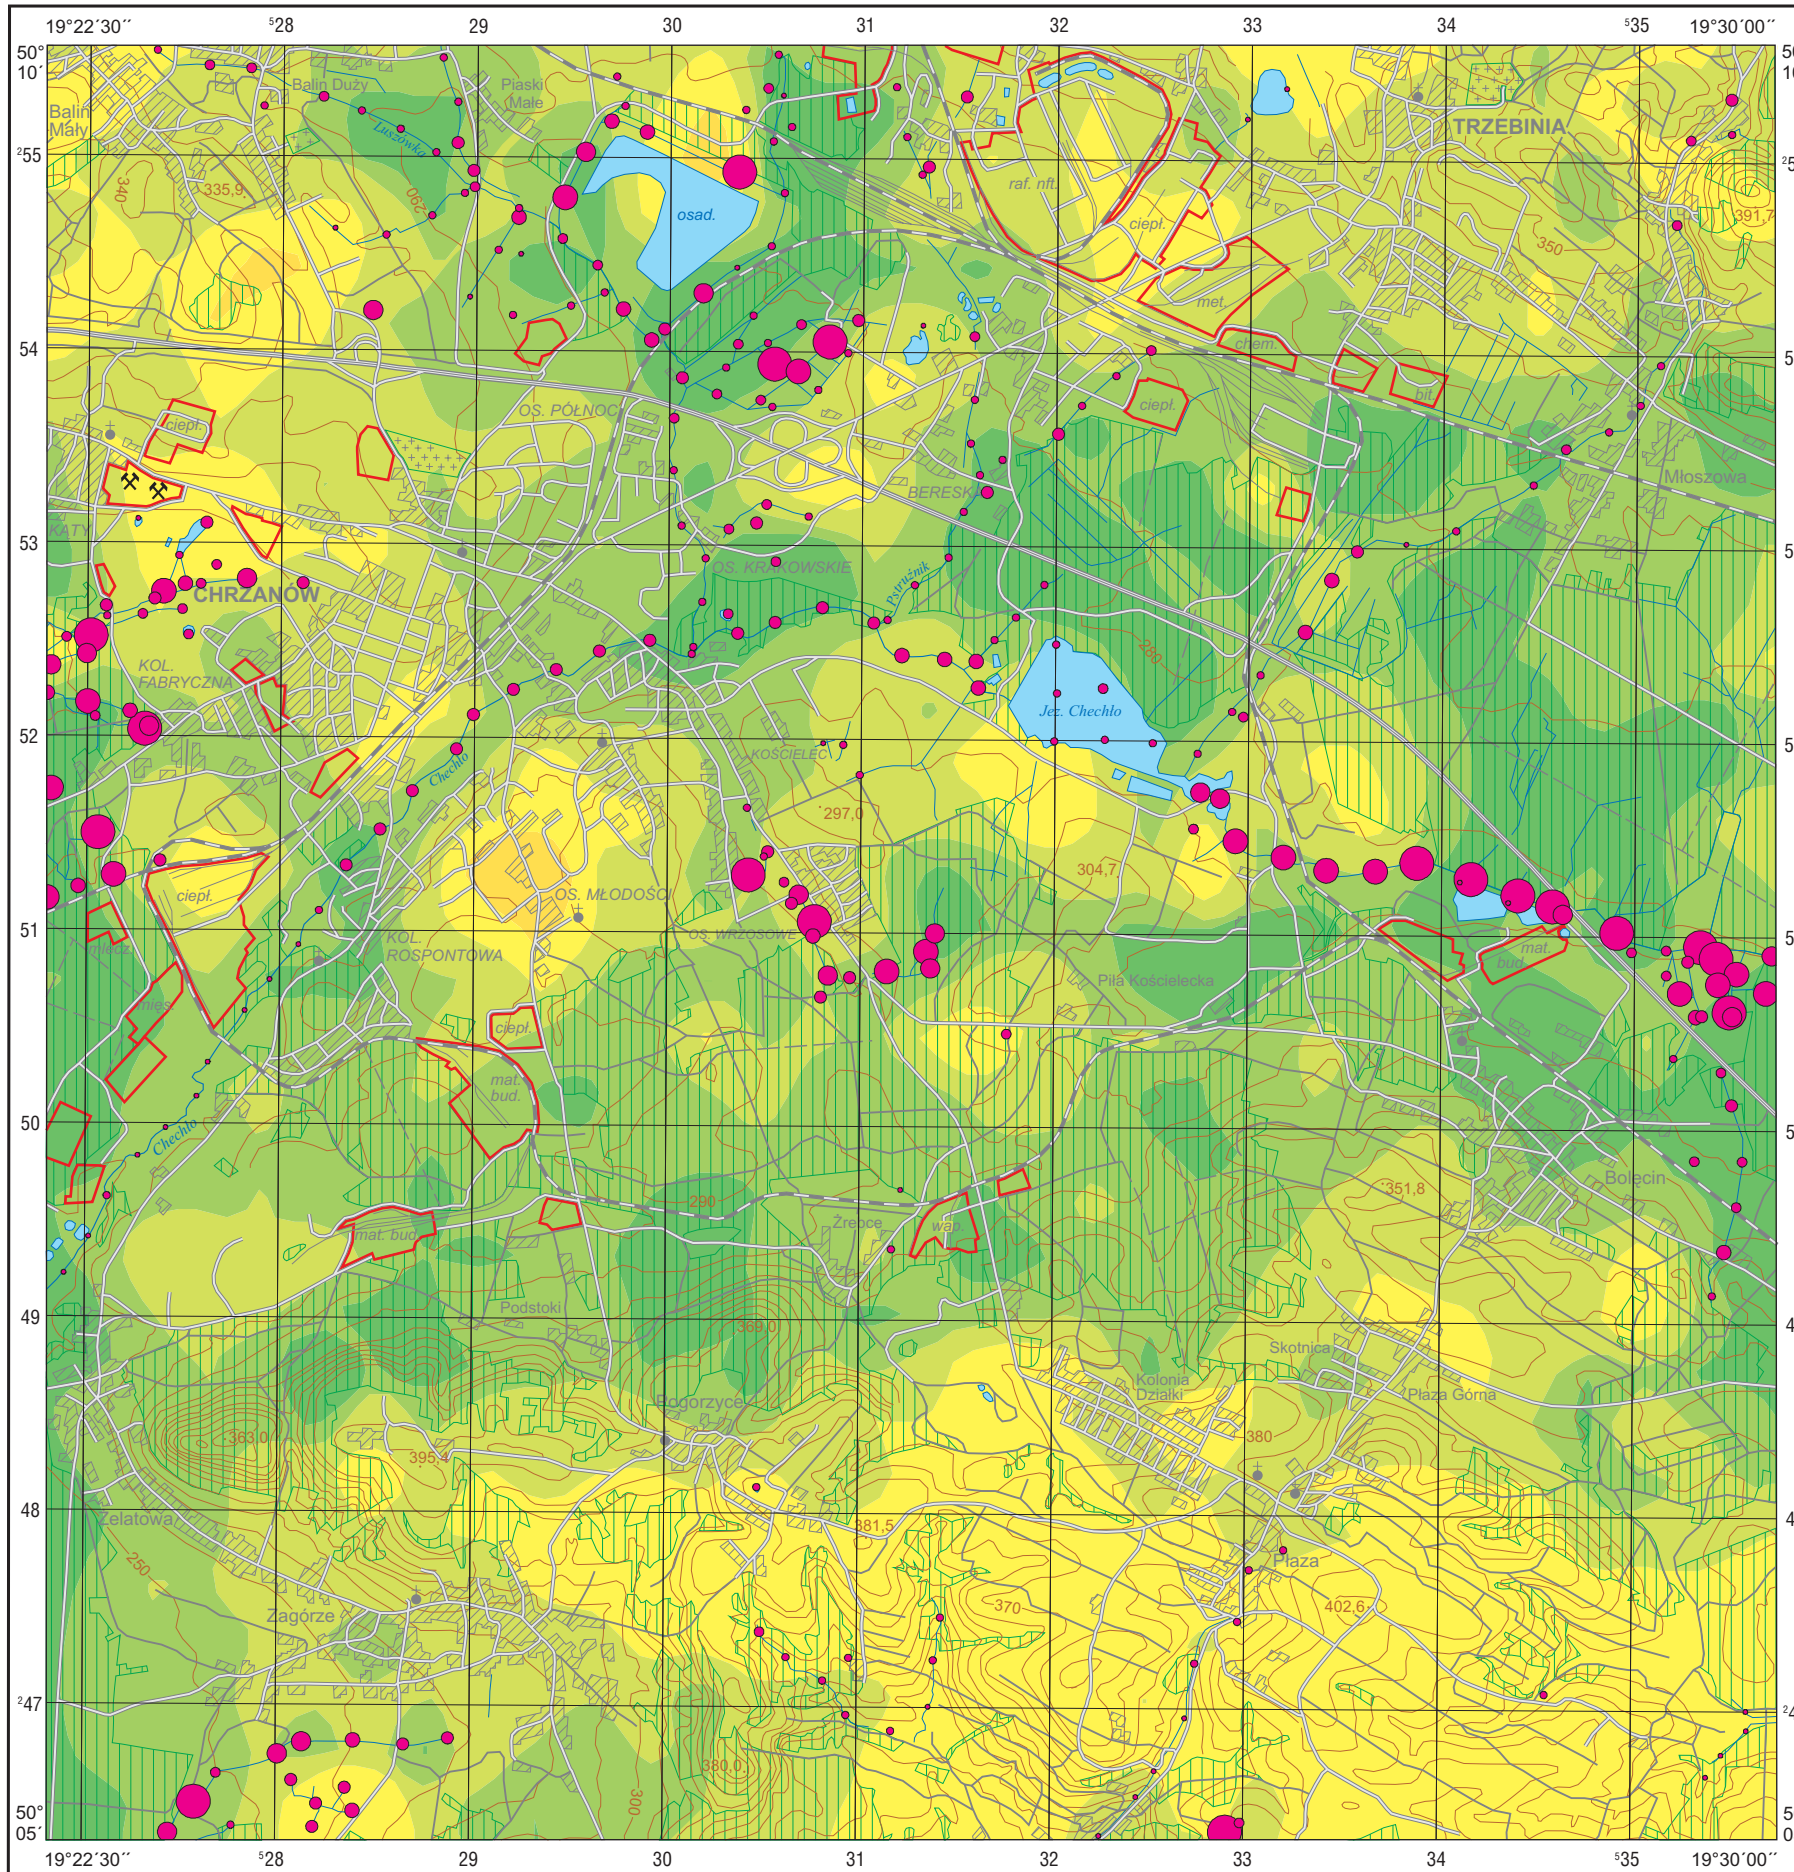 19°22´30´´ ⁵28 29 30 31 32 33 34 ⁵35 19°30´00´´
50°
10´
Balin Duży
Piaski
Małe
Balin
Mały
TRZEBINIA
Luszówka
²55
340
335,9
290
osad.
raf. nft.
ciepł.
350
391,7
met.
54
chem.
OS. PÓŁNOC
ciepł.
bit.
ciepł.
Młoszowa
BERESKA
KĄTY
53
OS. KRAKOWSKIE
Pstrużnik
CHRZANÓW
KOL.
FABRYCZNA
280
Jez. Chechło
52
KOŚCIELEC
Chechło
297,0
304,7
ciepł.
OS. MŁODOŚCI
51
OS. WRZOSOWE
KOL.
ROSPONTOWA
mlecz.
mat.
bud.
Piła Kościelecka
mięs.
ciepł.
mat.
bud.
50
Chechło
Bolęcin
351,8
290
Żrebce
wap.
mat. bud.
49
Podstoki
369,0
Skotnica
Kolonia
Działki
Płaza Górna
Pogorzyce
363,0
395,4
380
48
Żelatowa
381,5
250
Płaza
Zagórze
370
402,6
²47
380,0
300
50°
05´
19°22´30´´ ⁵28 29 30 31 32 33 34 ⁵35 19°30´00´´